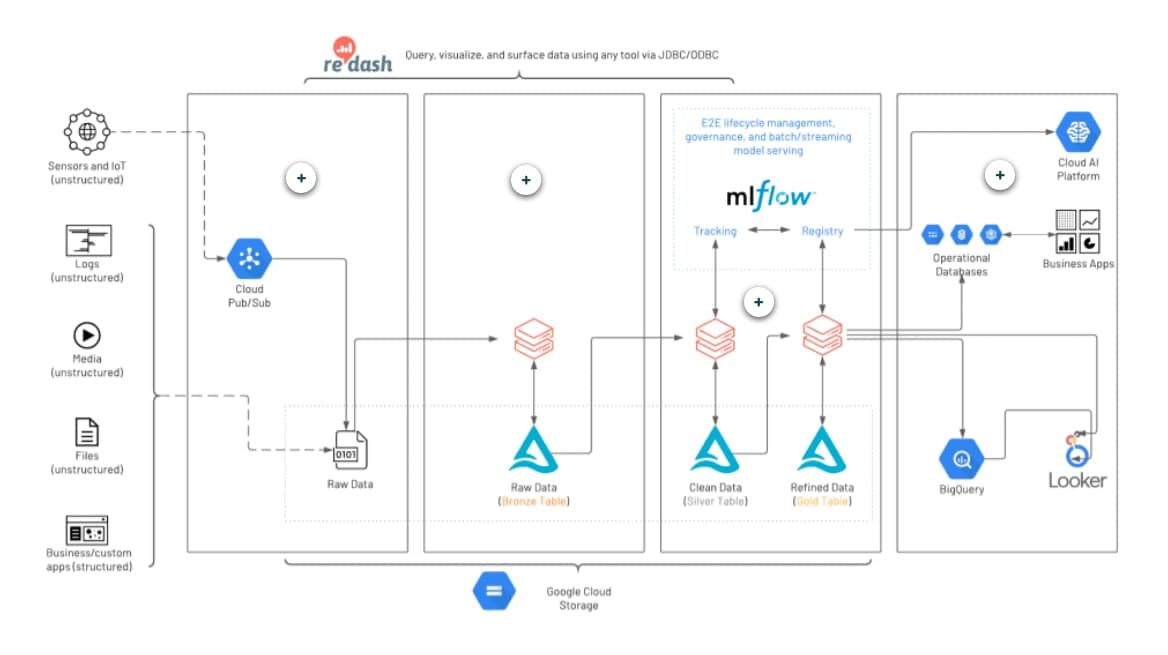 re dash
Query, visualize, and surface data using any tool via JDBC/ODBC
Sensors and IoT
(unstructured)
Logs
(unstructured)
Media
(unstructured)
Files
(unstructured)
Business/custom
apps (structured)
Cloud
Pub/Sub
0101
Raw Data
Raw Data
(Bronze Table)
E2E lifecycle management,
governance, and batch/streaming
model serving
mlflow
Tracking
Registry
Clean Data
(Silver Table)
Refined Data
(Gold Table)
Cloud AI
Platform
Operational
Databases
Business Apps
BigQuery
Looker
Google Cloud
Storage